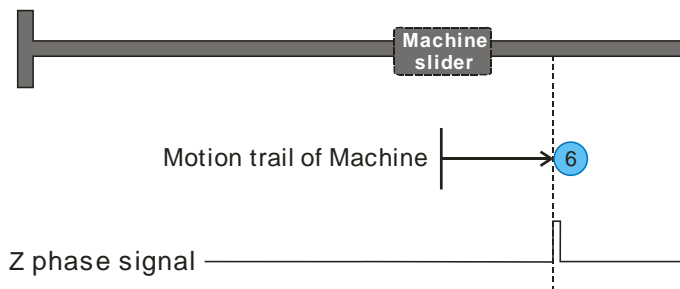 Machine
slider
Motion trail of Machine
6
Z phase signal